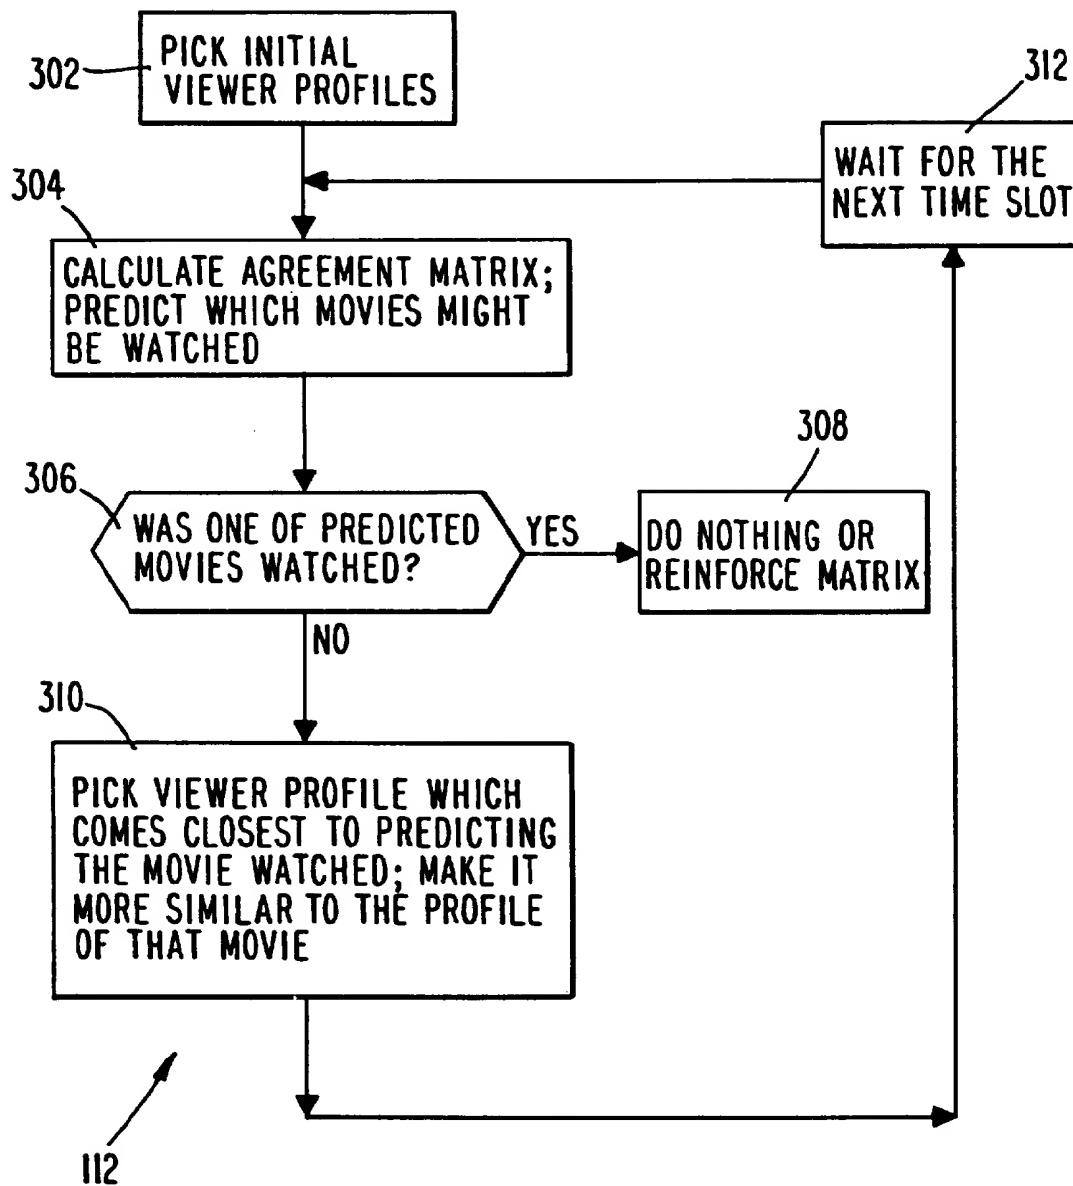 302
PICK INITIAL
VIEWER PROFILES
312
WAIT FOR THE
NEXT TIME SLOT
304
CALCULATE AGREEMENT MATRIX;
PREDICT WHICH MOVIES MIGHT
BE WATCHED
306
WAS ONE OF PREDICTED
MOVIES WATCHED?
YES
308
DO NOTHING OR
REINFORCE MATRIX
NO
310
PICK VIEWER PROFILE WHICH
COMES CLOSEST TO PREDICTING
THE MOVIE WATCHED; MAKE IT
MORE SIMILAR TO THE PROFILE
OF THAT MOVIE
112